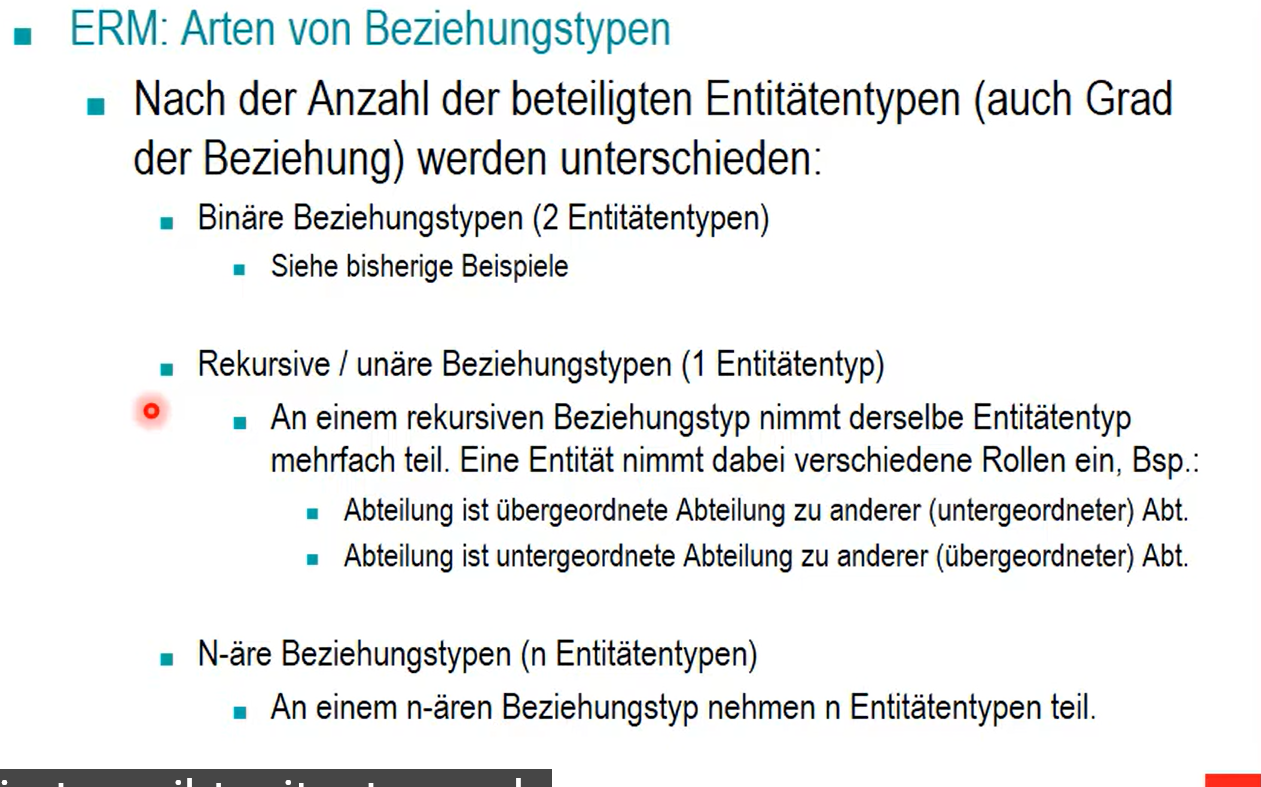 ERM: Arten von Beziehungstypen
Nach der Anzahl der beteiligten Entitätentypen (auch Grad
der Beziehung) werden unterschieden:
Binäre Beziehungstypen (2 Entitätentypen)
Siehe bisherige Beispiele
Rekursive / unäre Beziehungstypen (1 Entitätentyp)
An einem rekursiven Beziehungstyp nimmt derselbe Entitätentyp
mehrfach teil. Eine Entität nimmt dabei verschiedene Rollen ein, Bsp.:
Abteilung ist übergeordnete Abteilung zu anderer (untergeordneter) Abt.
Abteilung ist untergeordnete Abteilung zu anderer (übergeordneter) Abt.
N-äre Beziehungstypen (n Entitätentypen)
An einem n-ären Beziehungstyp nehmen n Entitätentypen teil.